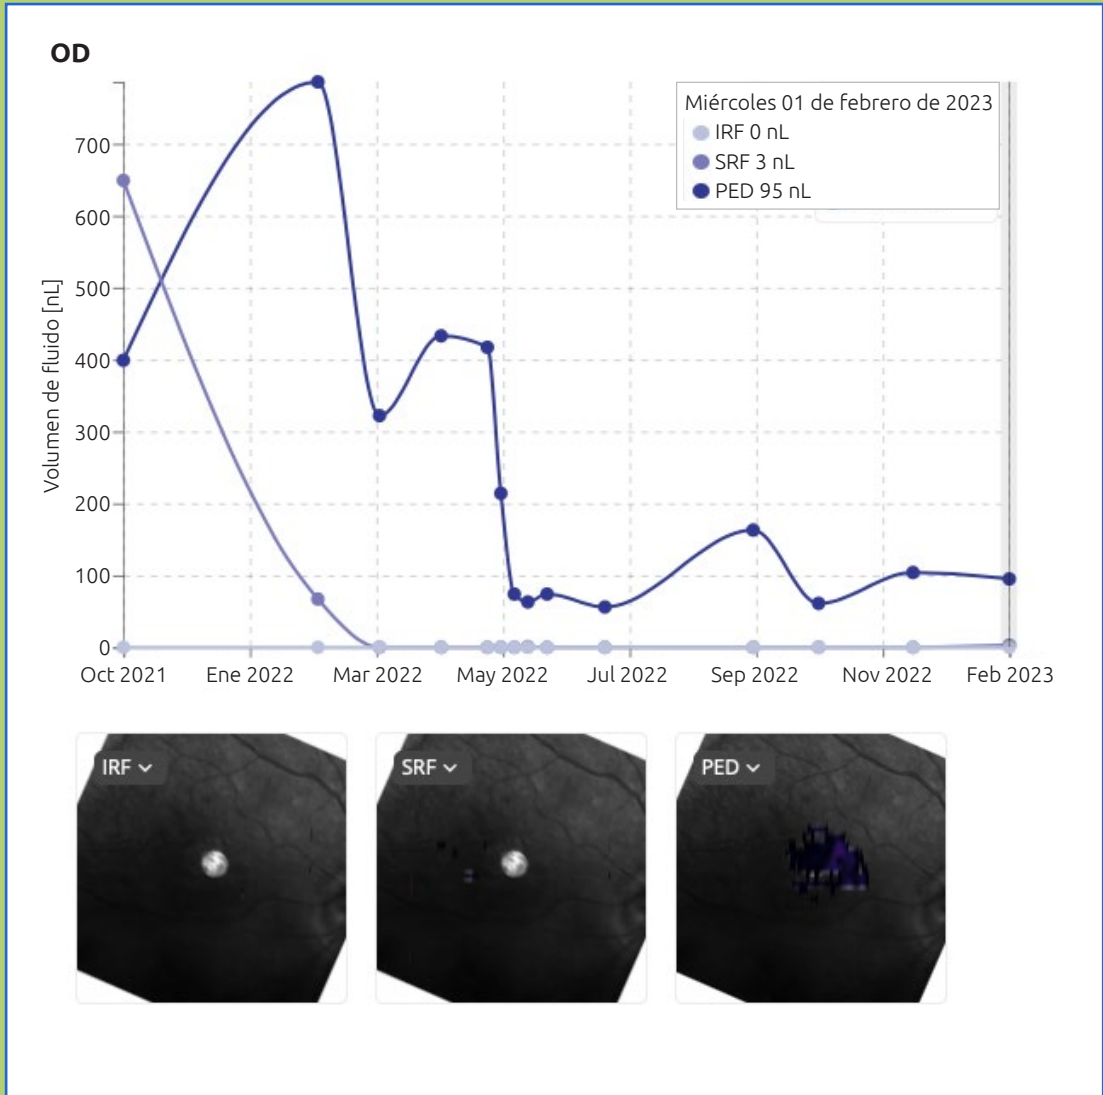 OD
Miércoles 01 de febrero de 2023
IRF 0 nL
SRF 3 nL
PED 95 nL
Volumen de fluido [nL]
700
600
500
400
300
200
100
0
Oct 2021 Ene 2022 Mar 2022 May 2022 Jul 2022 Sep 2022 Nov 2022 Feb 2023
IRF SRF PED